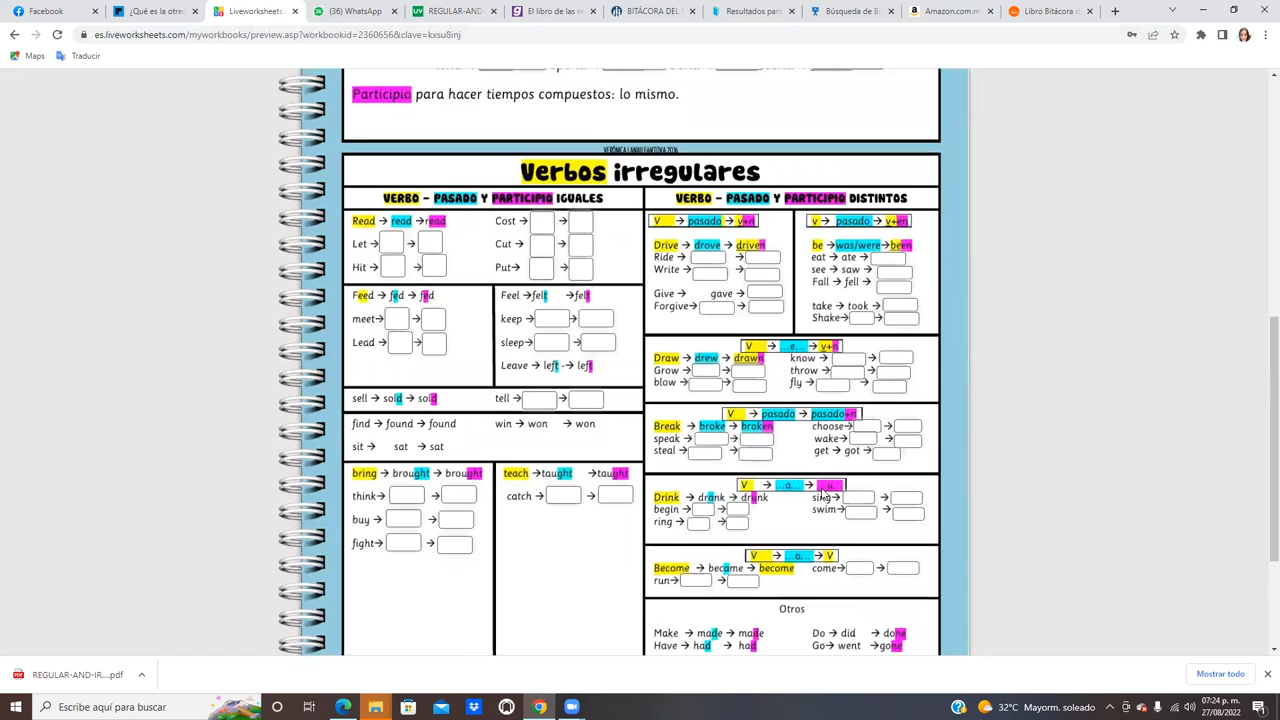 Facebook
¿Qué es la otrec
Liveworksheets
(36) WhatsApp
REGULAR-AND-IR
El libro de las re
BITÁCORA DEL
Resultados para
Búsqueda de B
Amazon.com.m
Libro Bitácora d
es.liveworksheets.com/myworkbooks/preview.asp?workbookid=2360656&clave=kxsu8inj
Maps
Traducir
Participio para hacer tiempos compuestos: lo mismo.
Verbos irregulares
VERBO – PASADO Y PARTICIPIO IGUALES
VERBO – PASADO Y PARTICIPIO DISTINTOS
Read → read → read
Let → →
Hit → →
Cost → →
Cut → →
Put → →
Feed → fed → fed
meet → →
Lead → →
Feel → felt → felt
keep → →
sleep → →
Leave → left → left
sell → sold → sold
tell → →
find → found → found
win → won → won
sit → sat → sat
bring → brought → brought
think → →
buy → →
fight → →
teach → taught → taught
catch → →
V → pasado → v+n
Drive → drove → driven
Ride → →
Write → →
Give → gave →
Forgive → →
v → pasado → v+en
be → was/were → been
eat → ate →
see → saw →
Fall → fell →
take → took →
Shake → →
V → ...e... → v+n
Draw → drew → drawn
Grow → →
blow → →
know → →
throw → →
fly → →
V → pasado → pasado+n
Break → broke → broken
speak → →
steal → →
choose → →
wake → →
get → got →
V → ...a... → ..u..
Drink → drank → drank
begin → →
ring → →
sing → →
swim → →
V → ...a... → V
Become → became → become
run → →
come → →
Otros
Make → made → made
Have → had → had
Do → did → done
Go → went → gone
REGULAR-AND-IR....pdf
Mostrar todo
Escribe aquí para buscar
32°C Mayorm. soleado
07:24 p. m.
27/08/2022